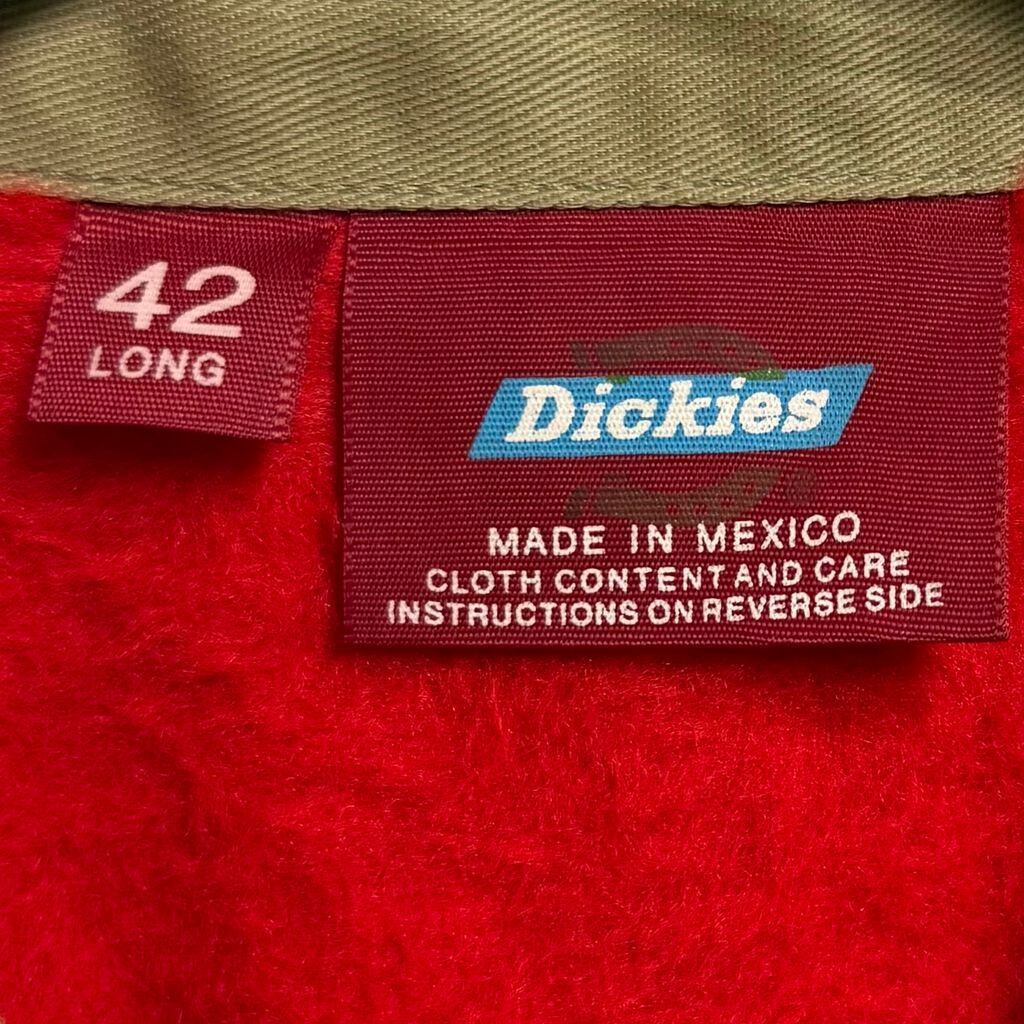 42
LONG
Dickies
MADE IN MEXICO
CLOTH CONTENT AND CARE
INSTRUCTIONS ON REVERSE SIDE